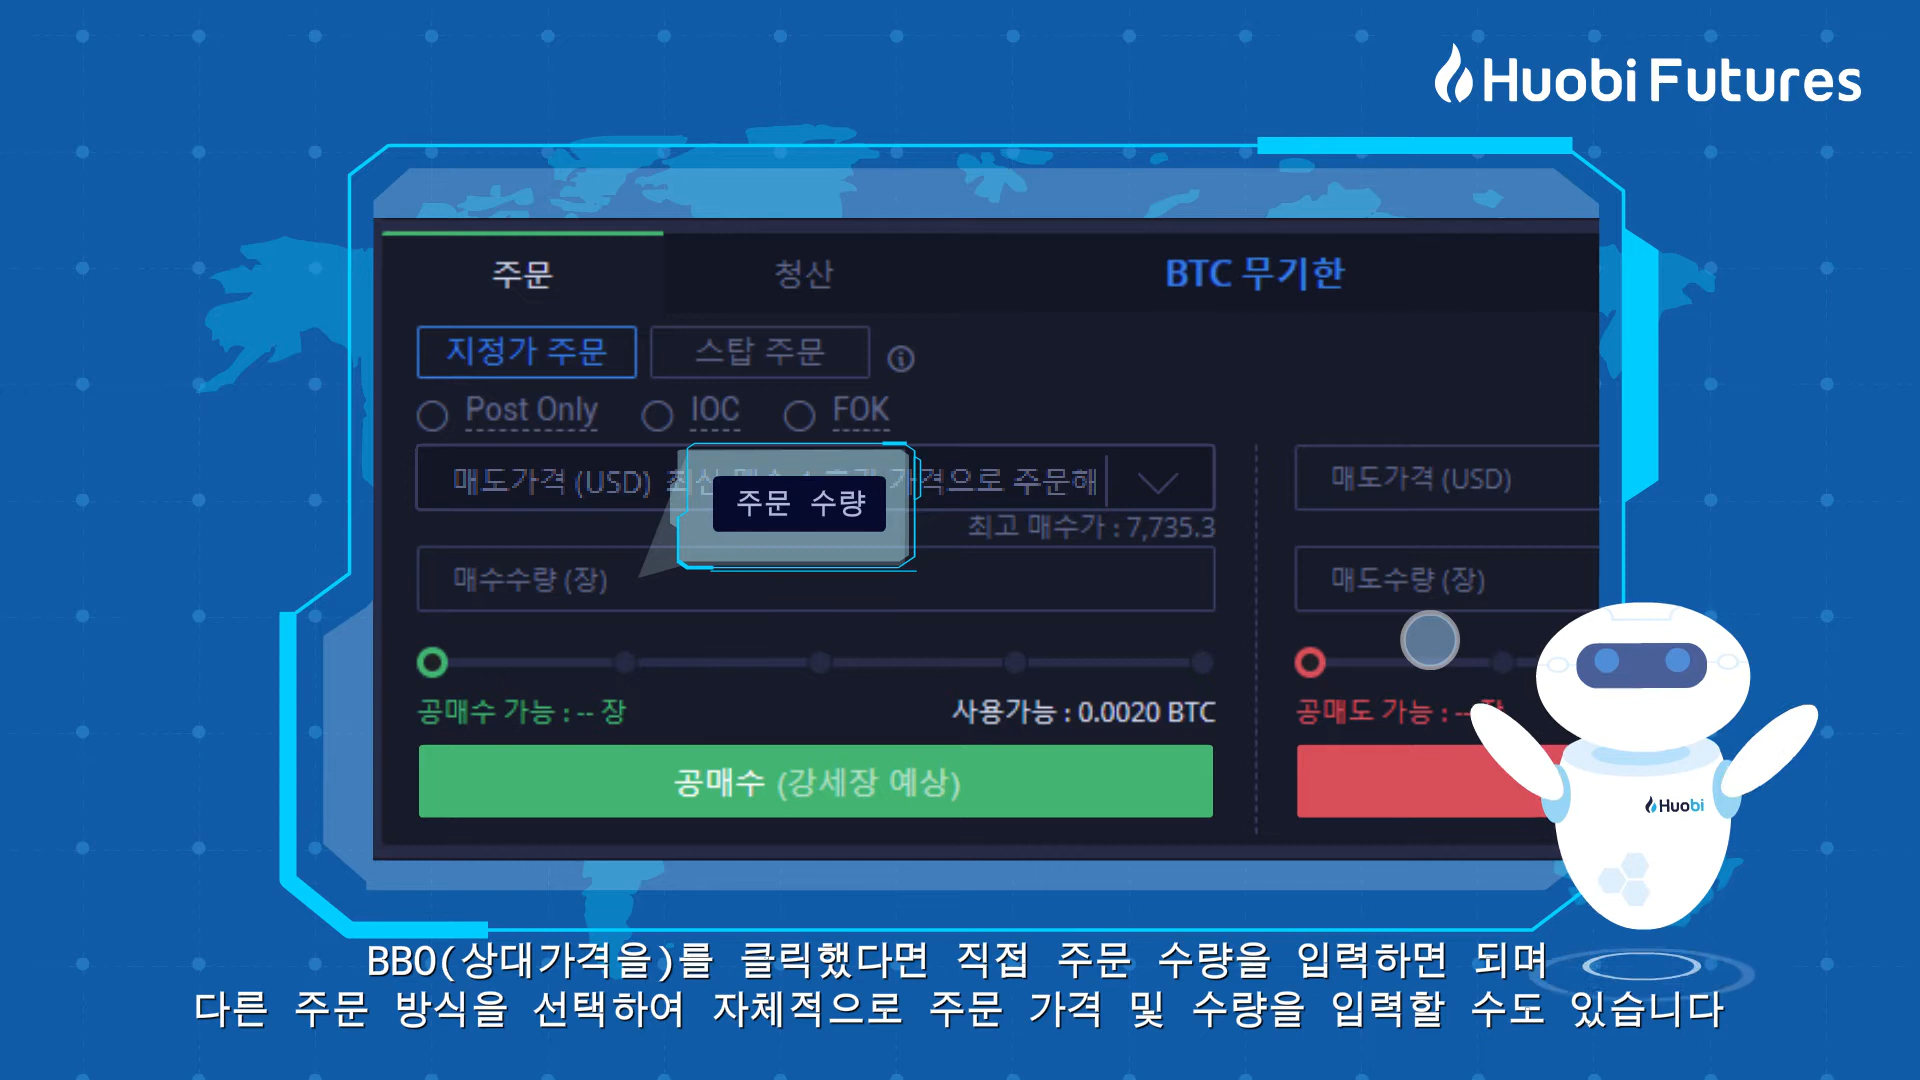 Huobi Futures
주문
청산
BTC 무기한
지정가 주문
스탑 주문
Post Only
IOC
FOK
매도가격 (USD)
가격으로 주문해
매도가격 (USD)
주문 수량
최고 매수가 : 7,735.3
매수수량 (장)
매도수량 (장)
공매수 가능 : -- 장
사용가능 : 0.0020 BTC
공매도 가능 : --
공매수 (강세장 예상)
Huobi
BBO(상대가격을)를 클릭했다면 직접 주문 수량을 입력하면 되며
다른 주문 방식을 선택하여 자체적으로 주문 가격 및 수량을 입력할 수도 있습니다